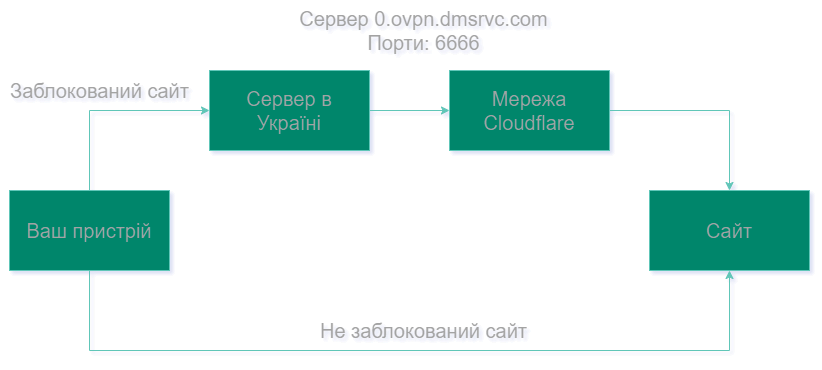 Сервер 0.ovpn.dmsrvc.com
Порти: 6666
Заблокований сайт
Сервер в
Україні
Мережа
Cloudflare
Ваш пристрій
Сайт
Не заблокований сайт